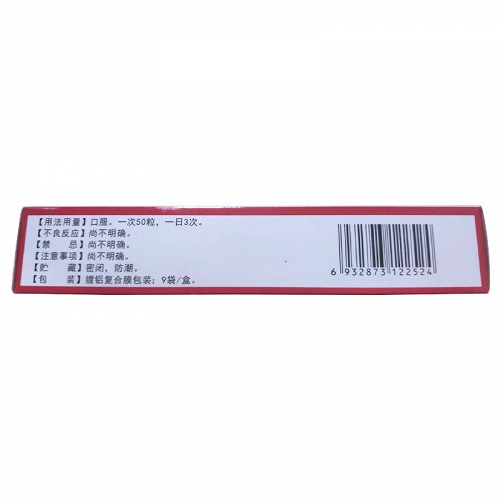 【用法用量】口服。一次50粒，一日3次。
【不良反应】尚不明确。
【禁 忌】尚不明确。
【注意事项】尚不明确。
【贮 藏】密闭，防潮。
【包 装】镀铝复合膜包装；9袋/盒。
6 932873 122524